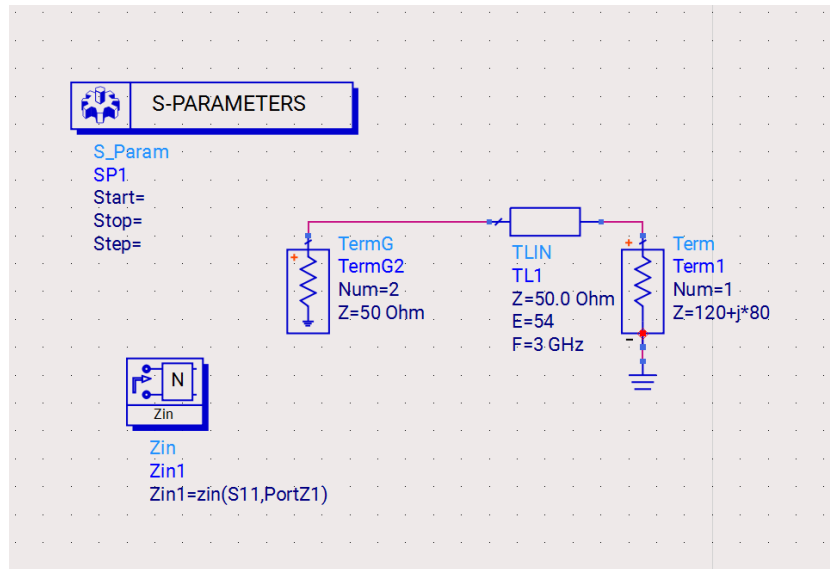 S-PARAMETERS
S_Param
SP1
Start=
Stop=
Step=
TermG
TermG2
Num=2
Z=50 Ohm
TLIN
TL1
Z=50.0 Ohm
E=54
F=3 GHz
+
Term
Term1
Num=1
Z=120+j*80
-
+
N
Zin
Zin
Zin1
Zin1=zin(S11,PortZ1)